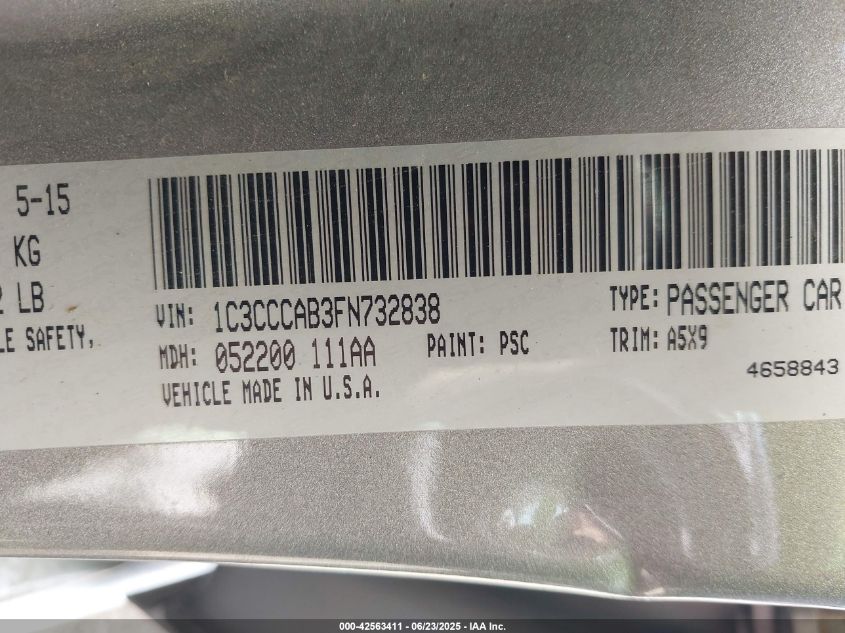 5-15
KG
2 LB
LE SAFETY,
VIN: 1C3CCCAB3FN732838
TYPE: PASSENGER CAR
MDH: 052200 111AA
PAINT: PSC
TRIM: A5X9
VEHICLE MADE IN U.S.A.
4658843
000-42563411 - 06/23/2025 - IAA Inc.